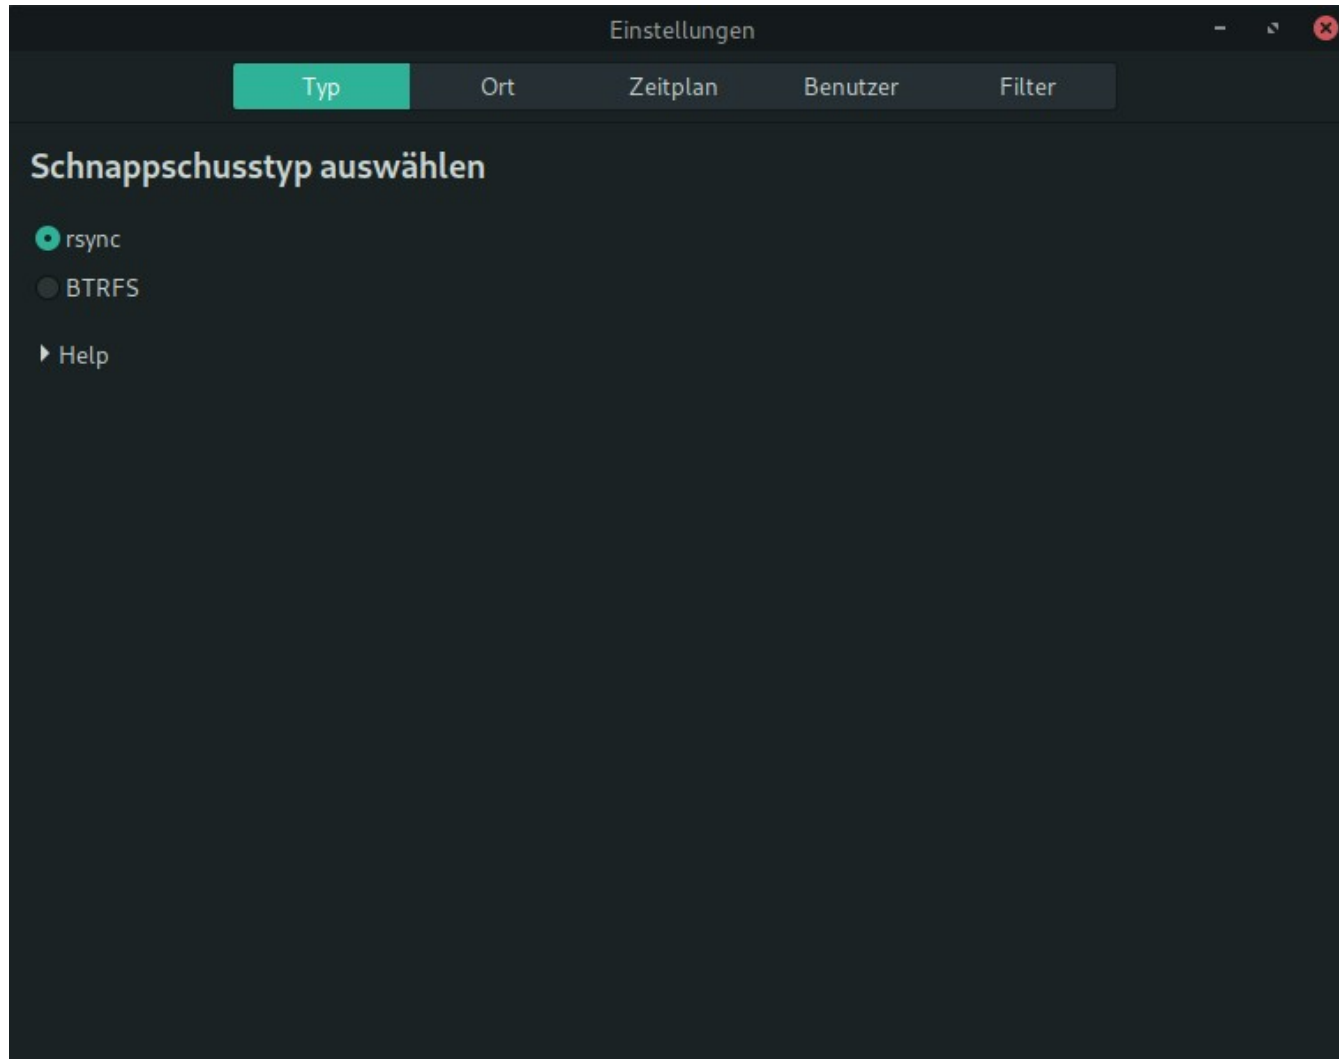 Einstellungen
Typ Ort Zeitplan Benutzer Filter
Schnappschusstyp auswählen
rsync
BTRFS
Help